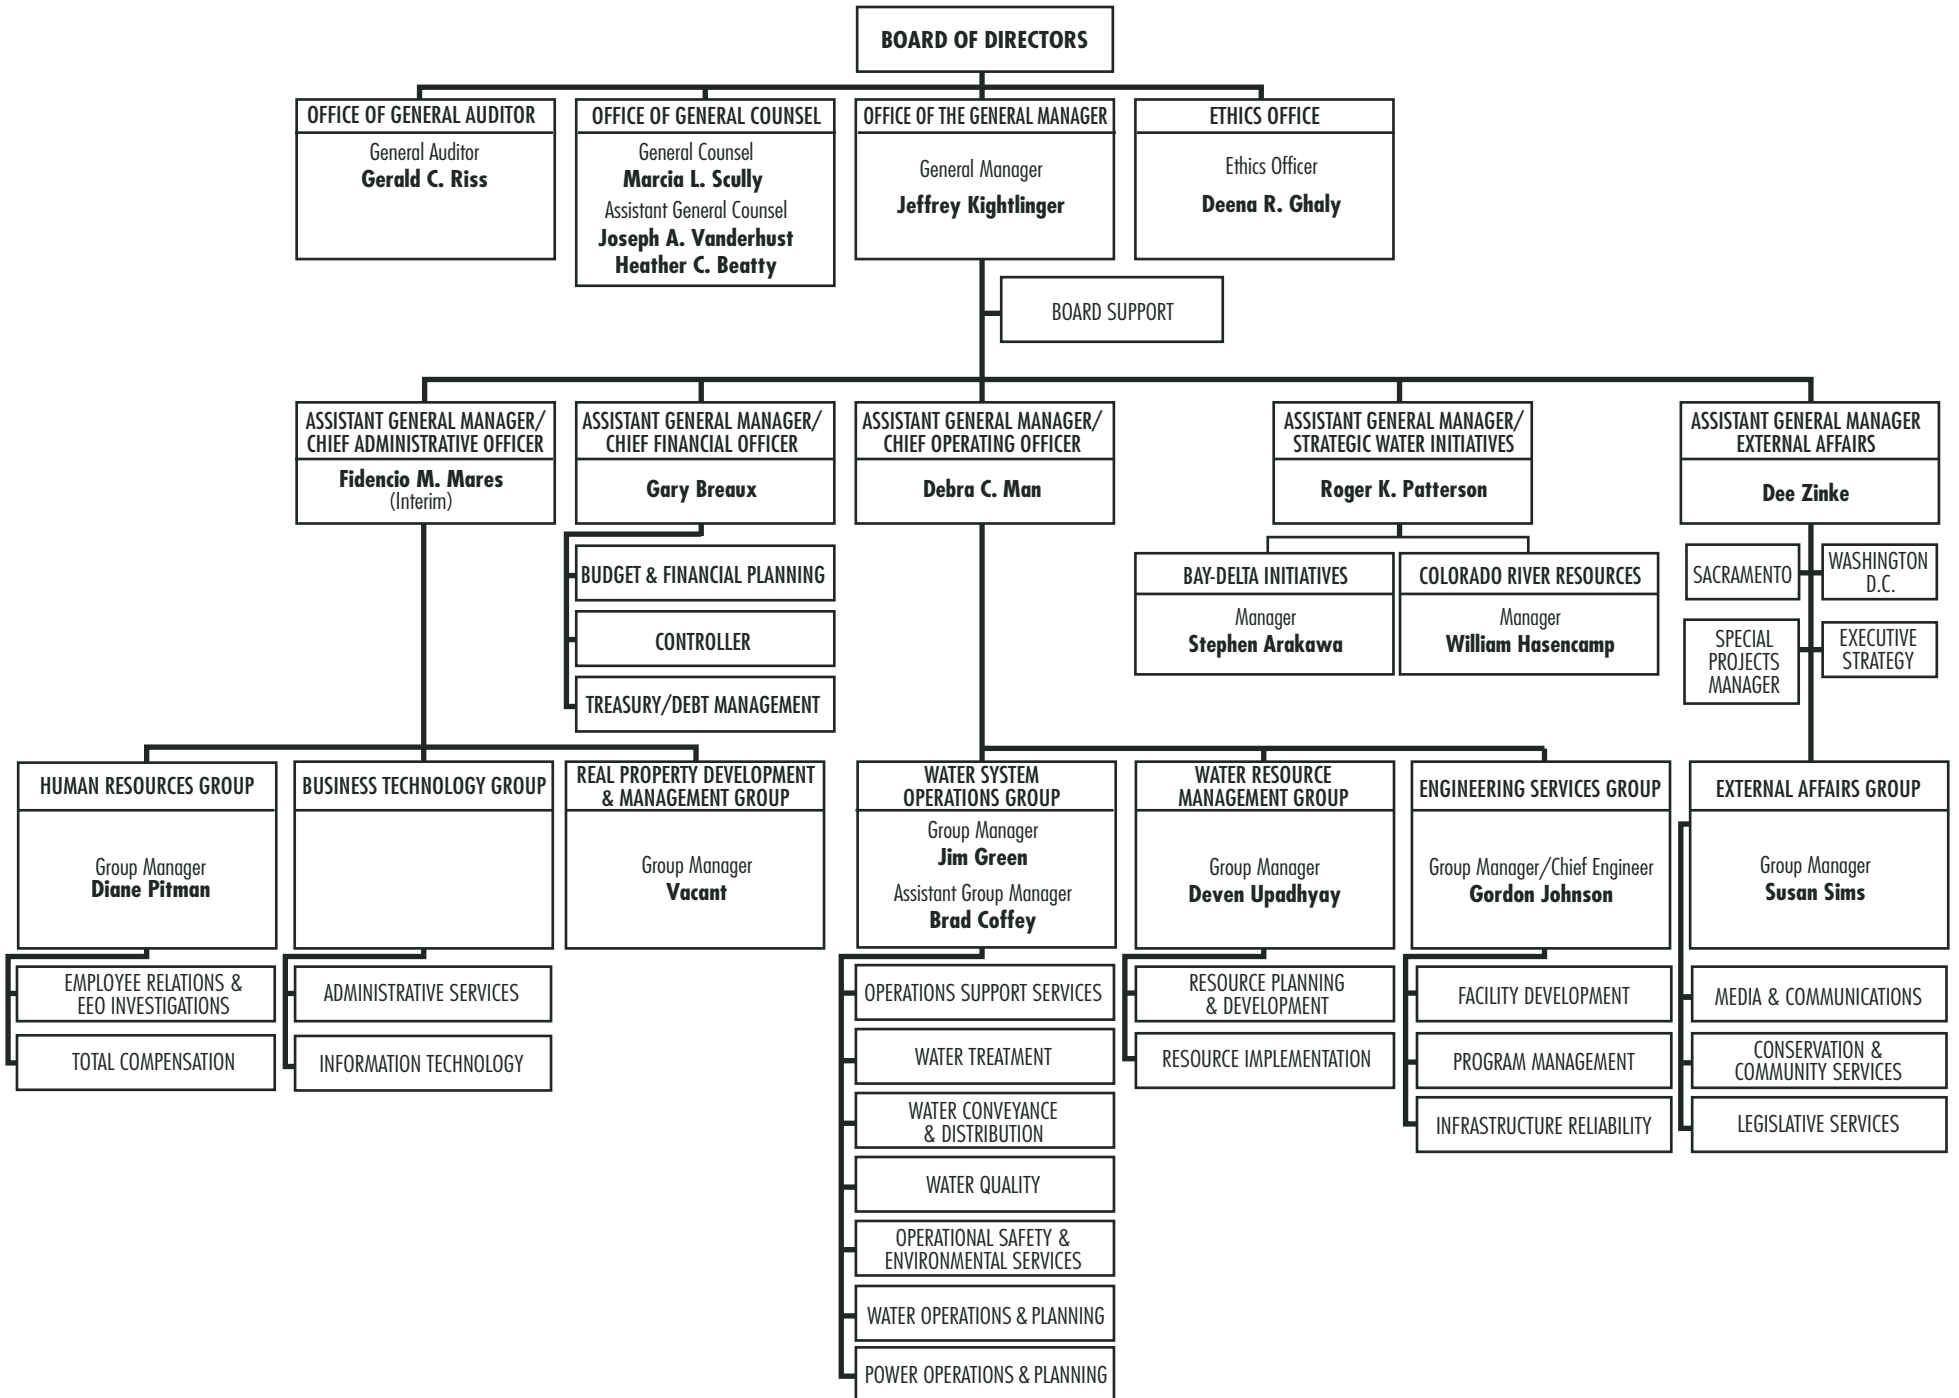 BOARD OF DIRECTORS
OFFICE OF GENERAL AUDITOR
General Auditor
Gerald C. Riss
OFFICE OF GENERAL COUNSEL
General Counsel
Marcia L. Scully
Assistant General Counsel
Joseph A. Vanderhust
Heather C. Beatty
OFFICE OF THE GENERAL MANAGER
General Manager
Jeffrey Kightlinger
ETHICS OFFICE
Ethics Officer
Deena R. Ghaly
BOARD SUPPORT
ASSISTANT GENERAL MANAGER/
CHIEF ADMINISTRATIVE OFFICER
Fidencio M. Mares
(Interim)
ASSISTANT GENERAL MANAGER/
CHIEF FINANCIAL OFFICER
Gary Breaux
BUDGET & FINANCIAL PLANNING
CONTROLLER
TREASURY/DEBT MANAGEMENT
ASSISTANT GENERAL MANAGER/
CHIEF OPERATING OFFICER
Debra C. Man
ASSISTANT GENERAL MANAGER/
STRATEGIC WATER INITIATIVES
Roger K. Patterson
BAY-DELTA INITIATIVES
Manager
Stephen Arakawa
COLORADO RIVER RESOURCES
Manager
William Hasencamp
ASSISTANT GENERAL MANAGER
EXTERNAL AFFAIRS
Dee Zinke
SACRAMENTO
WASHINGTON
D.C.
SPECIAL
PROJECTS
MANAGER
EXECUTIVE
STRATEGY
HUMAN RESOURCES GROUP
Group Manager
Diane Pitman
EMPLOYEE RELATIONS &
EEO INVESTIGATIONS
TOTAL COMPENSATION
BUSINESS TECHNOLOGY GROUP
ADMINISTRATIVE SERVICES
INFORMATION TECHNOLOGY
REAL PROPERTY DEVELOPMENT
& MANAGEMENT GROUP
Group Manager
Vacant
WATER SYSTEM
OPERATIONS GROUP
Group Manager
Jim Green
Assistant Group Manager
Brad Coffey
OPERATIONS SUPPORT SERVICES
WATER TREATMENT
WATER CONVEYANCE
& DISTRIBUTION
WATER QUALITY
OPERATIONAL SAFETY &
ENVIRONMENTAL SERVICES
WATER OPERATIONS & PLANNING
POWER OPERATIONS & PLANNING
WATER RESOURCE
MANAGEMENT GROUP
Group Manager
Deven Upadhyay
RESOURCE PLANNING
& DEVELOPMENT
RESOURCE IMPLEMENTATION
ENGINEERING SERVICES GROUP
Group Manager/Chief Engineer
Gordon Johnson
FACILITY DEVELOPMENT
PROGRAM MANAGEMENT
INFRASTRUCTURE RELIABILITY
EXTERNAL AFFAIRS GROUP
Group Manager
Susan Sims
MEDIA & COMMUNICATIONS
CONSERVATION &
COMMUNITY SERVICES
LEGISLATIVE SERVICES